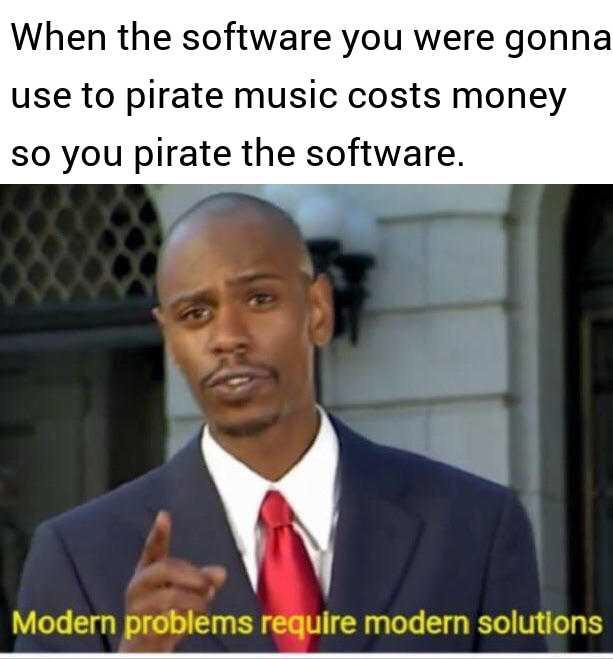 When the software you were gonna
use to pirate music costs money
so you pirate the software.
Modern problems require modern solutions